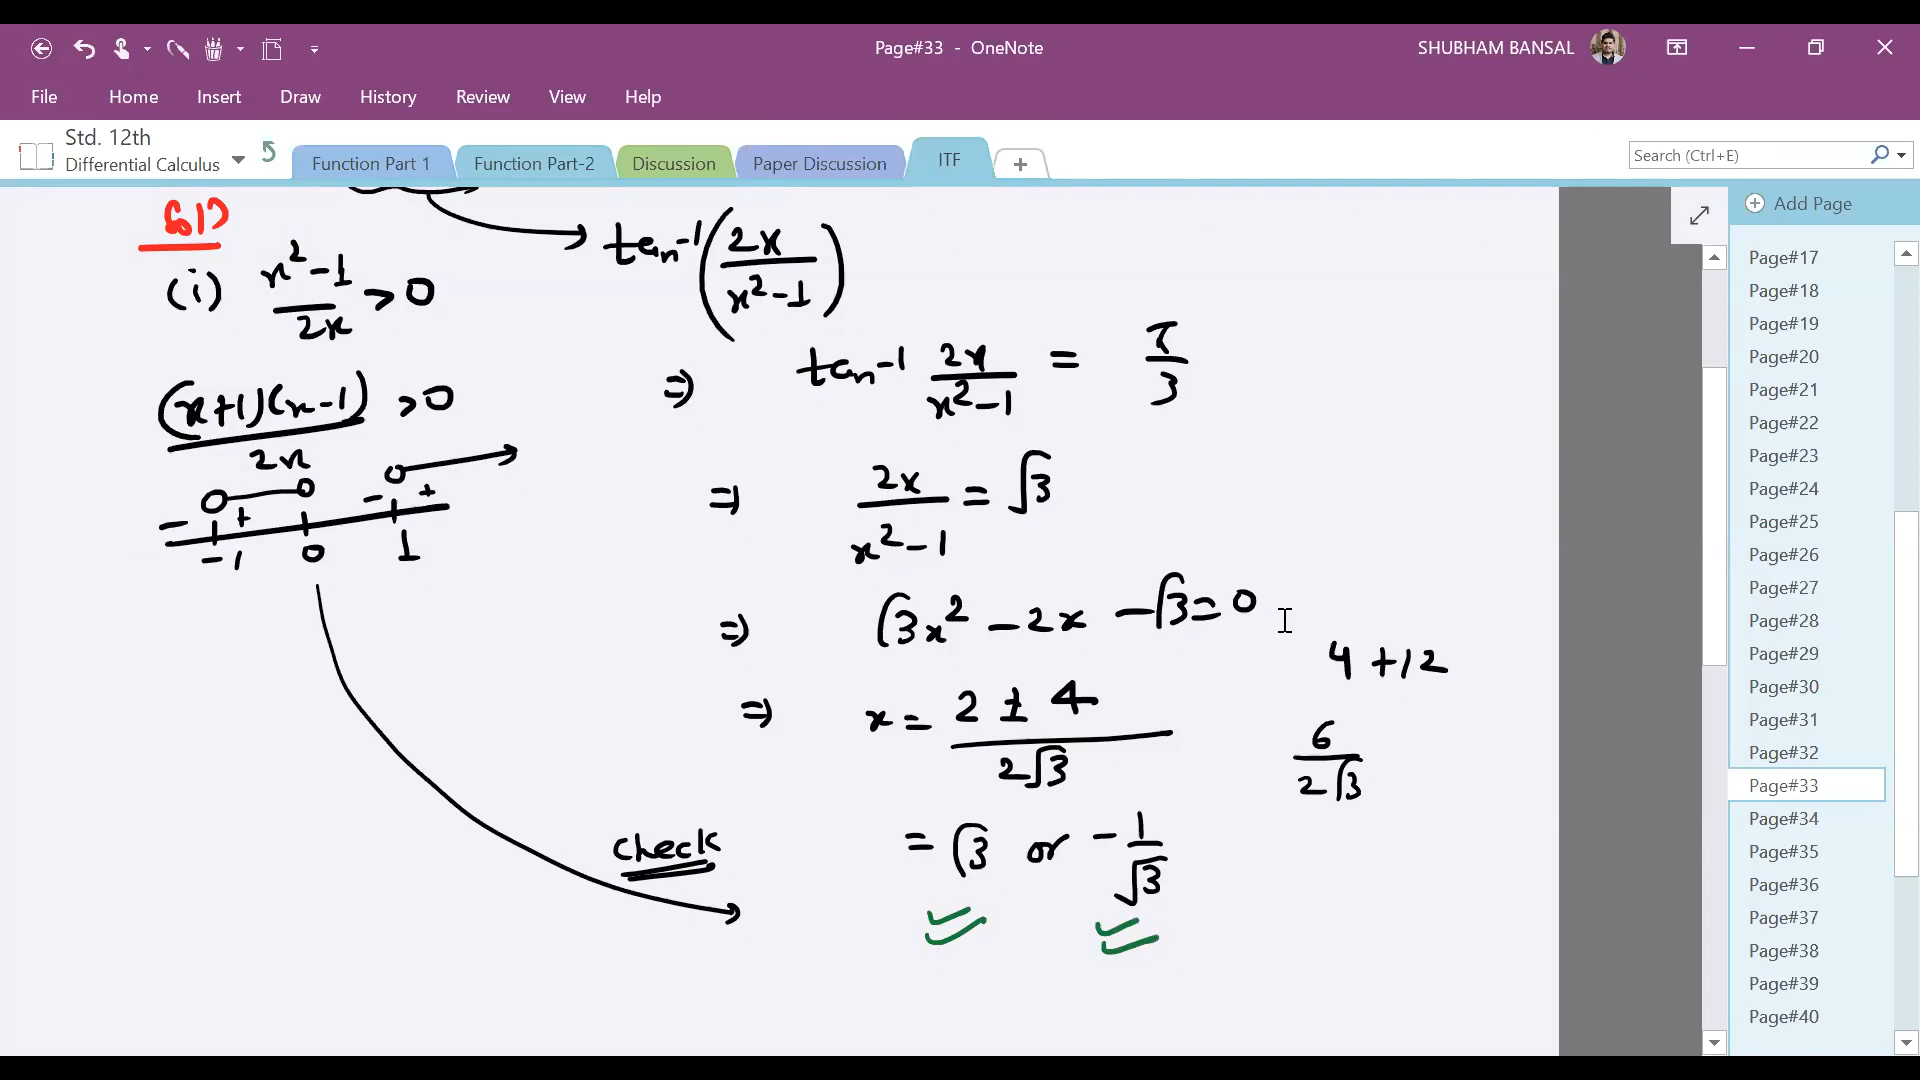 Page#33 - OneNote
SHUBHAM BANSAL
File Home Insert Draw History Review View Help
Std. 12th
Differential Calculus
Function Part 1
Function Part-2
Discussion
Paper Discussion
ITF
+
Search (Ctrl+E)
Add Page
tan⁻¹(2x/(x²-1))
(i) (x²-1)/2x > 0
⇒ tan⁻¹ 2x/(x²-1) = π/3
(x+1)(x-1)/2x > 0
- + - +
-1 0 1
⇒ 2x/(x²-1) = √3
⇒ √3x² - 2x - √3 = 0
4 + 12
⇒ x = (2 ± 4)/2√3
6/2√3
check
= √3 or -1/√3
Page#17
Page#18
Page#19
Page#20
Page#21
Page#22
Page#23
Page#24
Page#25
Page#26
Page#27
Page#28
Page#29
Page#30
Page#31
Page#32
Page#33
Page#34
Page#35
Page#36
Page#37
Page#38
Page#39
Page#40